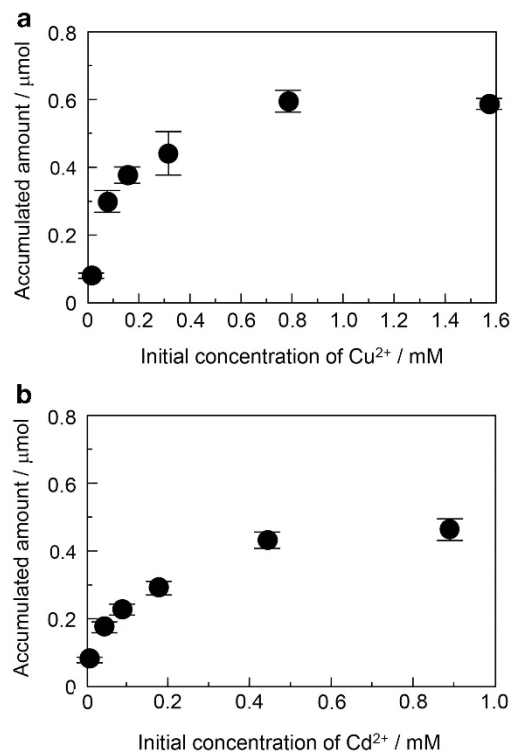 a
Accumulated amount / μmol
0.8
0.6
0.4
0.2
0
0 0.2 0.4 0.6 0.8 1.0 1.2 1.4 1.6
Initial concentration of Cu²⁺ / mM
b
Accumulated amount / μmol
0.8
0.6
0.4
0.2
0
0 0.2 0.4 0.6 0.8 1.0
Initial concentration of Cd²⁺ / mM